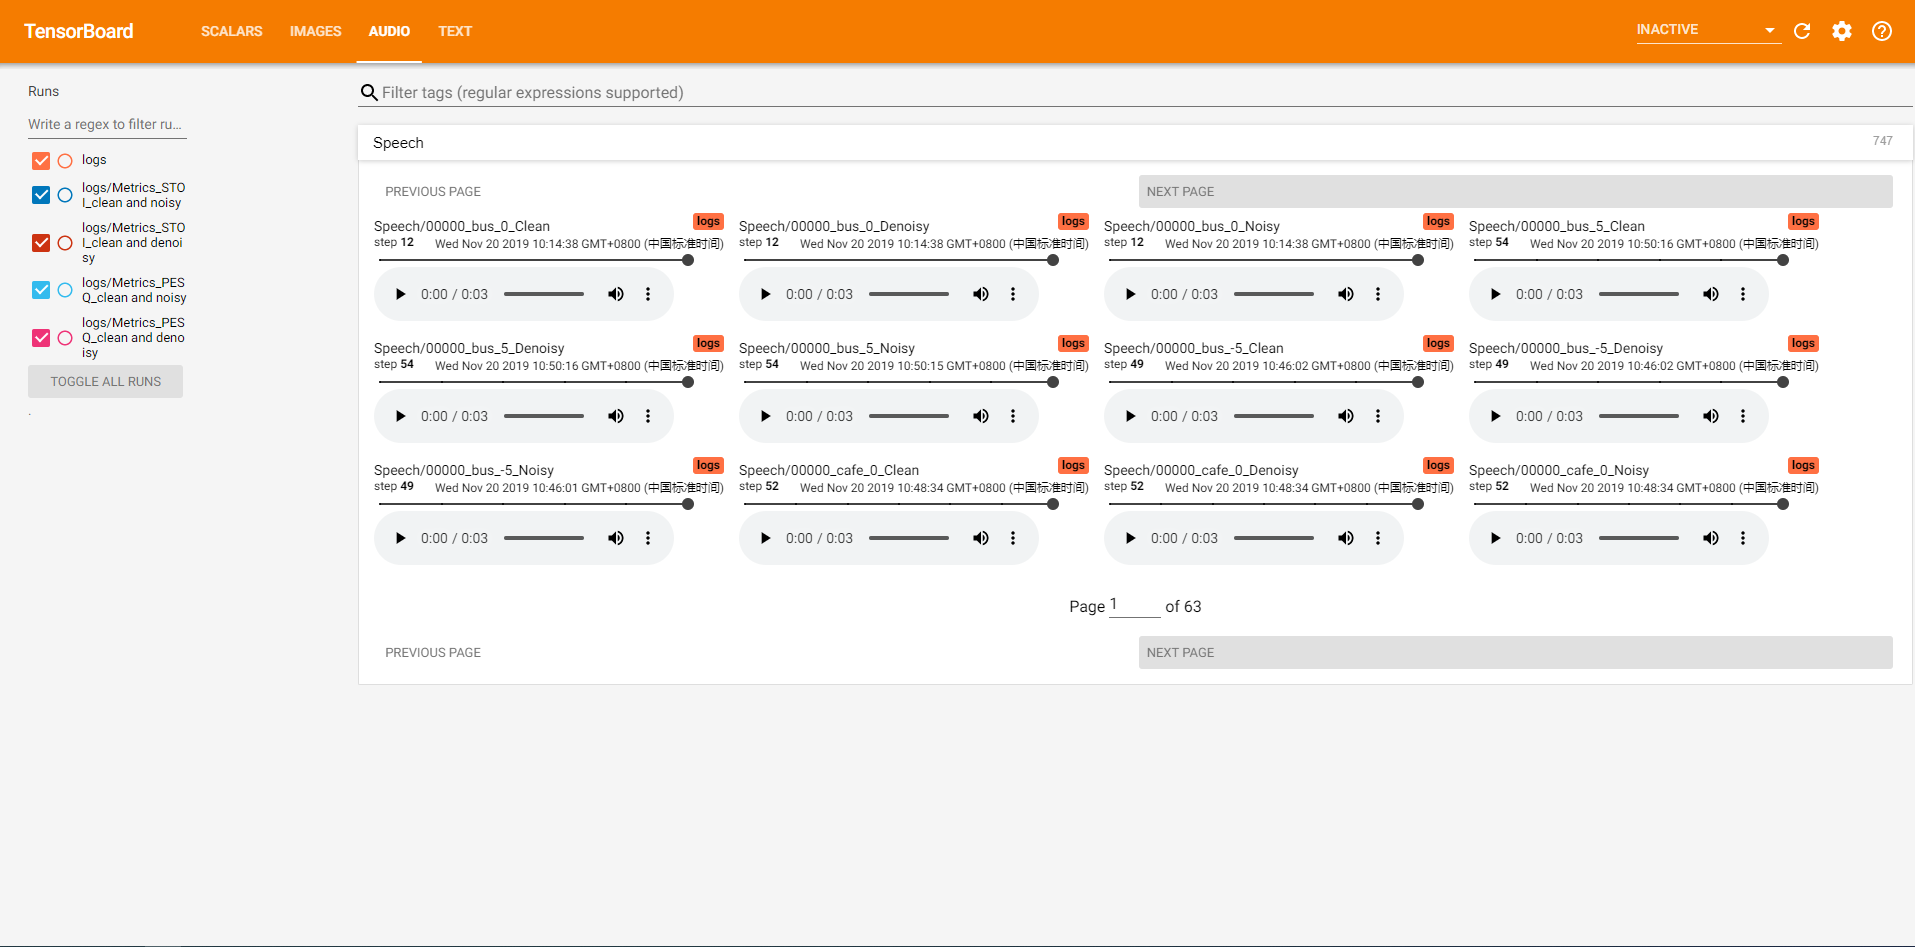 TensorBoard SCALARS IMAGES AUDIO TEXT INACTIVE
Runs
Write a regex to filter ru...
logs
logs/Metrics_STO
I_clean and noisy
logs/Metrics_STO
I_clean and denoi
sy
logs/Metrics_PES
Q_clean and noisy
logs/Metrics_PES
Q_clean and deno
isy
TOGGLE ALL RUNS
.
Filter tags (regular expressions supported)
Speech 747
PREVIOUS PAGE NEXT PAGE
Speech/00000_bus_0_Clean logs
step 12 Wed Nov 20 2019 10:14:38 GMT+0800 (中国标准时间)
0:00 / 0:03
Speech/00000_bus_0_Denoisy logs
step 12 Wed Nov 20 2019 10:14:38 GMT+0800 (中国标准时间)
0:00 / 0:03
Speech/00000_bus_0_Noisy logs
step 12 Wed Nov 20 2019 10:14:38 GMT+0800 (中国标准时间)
0:00 / 0:03
Speech/00000_bus_5_Clean logs
step 54 Wed Nov 20 2019 10:50:16 GMT+0800 (中国标准时间)
0:00 / 0:03
Speech/00000_bus_5_Denoisy logs
step 54 Wed Nov 20 2019 10:50:16 GMT+0800 (中国标准时间)
0:00 / 0:03
Speech/00000_bus_5_Noisy logs
step 54 Wed Nov 20 2019 10:50:15 GMT+0800 (中国标准时间)
0:00 / 0:03
Speech/00000_bus_-5_Clean logs
step 49 Wed Nov 20 2019 10:46:02 GMT+0800 (中国标准时间)
0:00 / 0:03
Speech/00000_bus_-5_Denoisy logs
step 49 Wed Nov 20 2019 10:46:02 GMT+0800 (中国标准时间)
0:00 / 0:03
Speech/00000_bus_-5_Noisy logs
step 49 Wed Nov 20 2019 10:46:01 GMT+0800 (中国标准时间)
0:00 / 0:03
Speech/00000_cafe_0_Clean logs
step 52 Wed Nov 20 2019 10:48:34 GMT+0800 (中国标准时间)
0:00 / 0:03
Speech/00000_cafe_0_Denoisy logs
step 52 Wed Nov 20 2019 10:48:34 GMT+0800 (中国标准时间)
0:00 / 0:03
Speech/00000_cafe_0_Noisy logs
step 52 Wed Nov 20 2019 10:48:34 GMT+0800 (中国标准时间)
0:00 / 0:03
Page 1 of 63
PREVIOUS PAGE NEXT PAGE